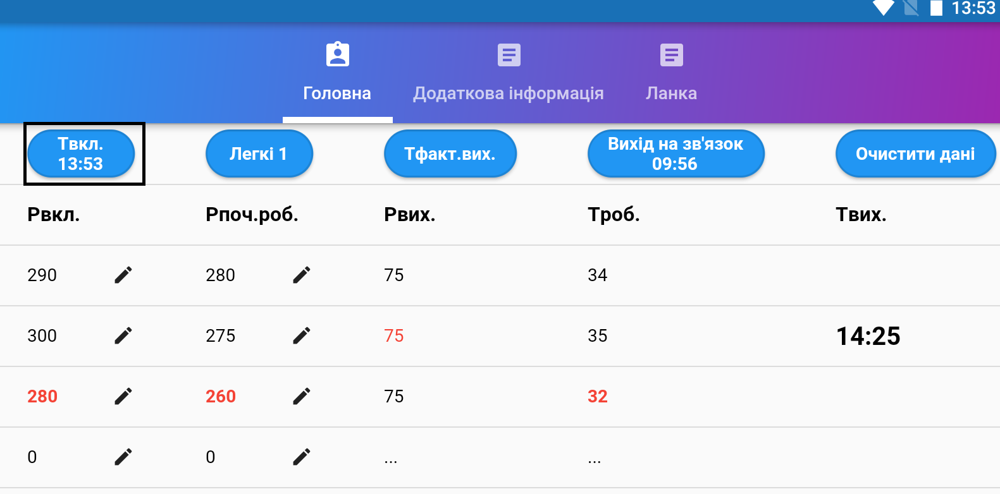 13:53
Головна
Додаткова інформація
Ланка
Твкл.
13:53
Легкі 1
Тфакт.вих.
Вихід на зв'язок
09:56
Очистити дані
Рвкл. Рпоч.роб. Рвих. Троб. Твих.
290 280 75 34
300 275 75 35 14:25
280 260 75 32
0 0 ... ...